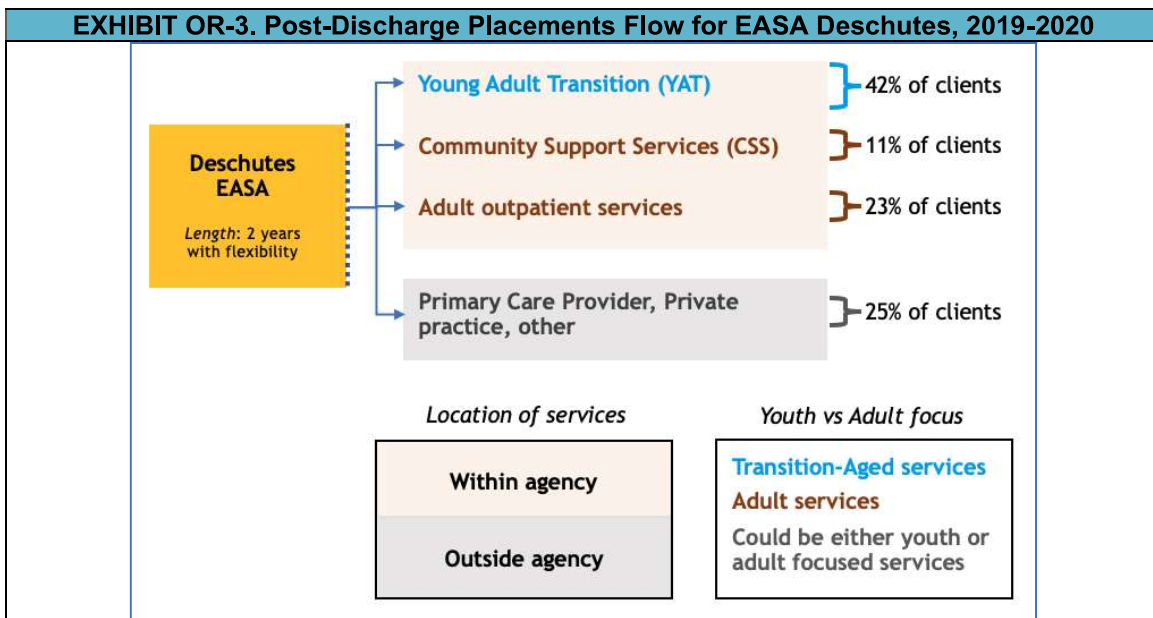 EXHIBIT OR-3. Post-Discharge Placements Flow for EASA Deschutes, 2019-2020
Deschutes
EASA
Length: 2 years
with flexibility
Young Adult Transition (YAT)
42% of clients
Community Support Services (CSS)
11% of clients
Adult outpatient services
23% of clients
Primary Care Provider, Private
practice, other
25% of clients
Location of services
Within agency
Outside agency
Youth vs Adult focus
Transition-Aged services
Adult services
Could be either youth or
adult focused services